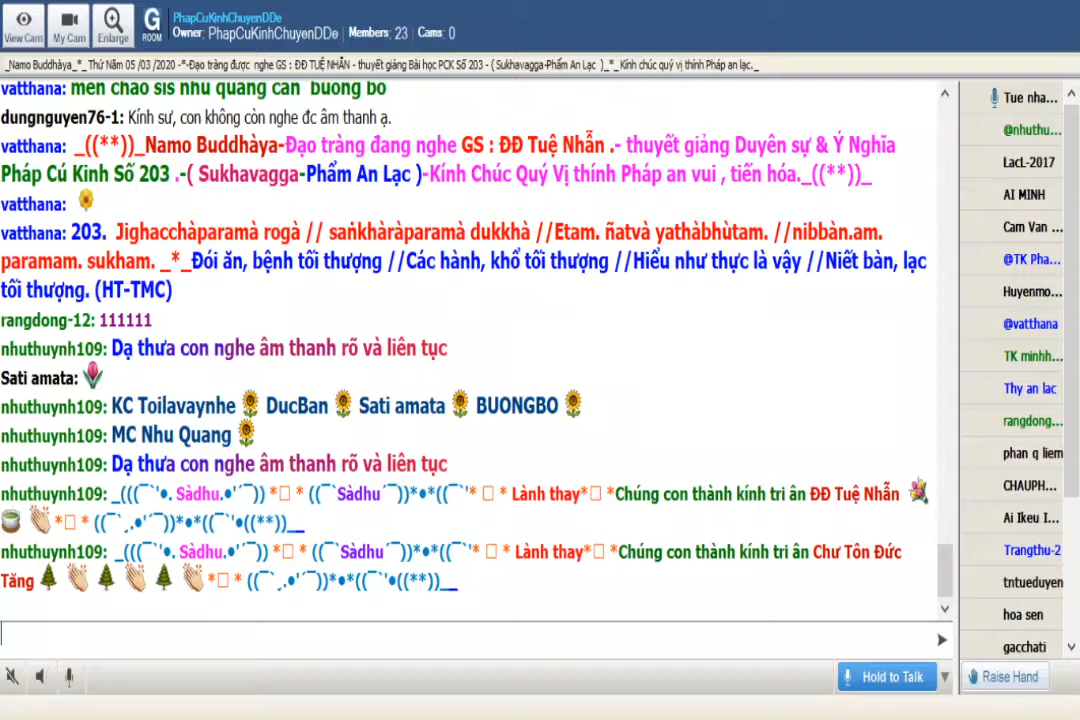 View Cam
My Cam
Enlarge
G ROOM
PhapCuKinhChuyenDDe
Owner: PhapCuKinhChuyenDDe | Members: 23 | Cams: 0
_Namo Buddhàya_*_ Thứ Năm 05 /03 /2020 -*-Đạo tràng được nghe GS : ĐĐ TUỆ NHẪN - thuyết giảng Bài học PCK Số 203 - ( Sukhavagga-Phẩm An Lạc )_*_Kính chúc quý vị thính Pháp an lạc._
vatthana: mến chào sis nhu quang cần buong bo
dungnguyen76-1: Kính sư, con không còn nghe đc âm thanh ạ.
vatthana: _((**))_Namo Buddhàya-Đạo tràng đang nghe GS : ĐĐ Tuệ Nhẫn .- thuyết giảng Duyên sự & Ý Nghĩa
Pháp Cú Kinh Số 203 .-( Sukhavagga-Phẩm An Lạc )-Kính Chúc Quý Vị thính Pháp an vui , tiến hóa._((**))_
vatthana:
vatthana: 203. Jighacchàparamà rogà // saṅkhàràparamà dukkhà //Etam. ñatvà yathàbhùtam. //nibbàn.am.
paramam. sukham. _*_Đói ăn, bệnh tối thượng //Các hành, khổ tối thượng //Hiểu như thực là vậy //Niết bàn, lạc
tối thượng. (HT-TMC)
rangdong-12: 111111
nhuthuynh109: Dạ thưa con nghe âm thanh rõ và liên tục
Sati amata:
nhuthuynh109: KC Toilavaynhe DucBan Sati amata BUONGBO
nhuthuynh109: MC Nhu Quang
nhuthuynh109: Dạ thưa con nghe âm thanh rõ và liên tục
nhuthuynh109: _(((¯`'•. Sàdhu.•'´¯)) *□ * ((¯`Sàdhu´¯))*•*((¯`'* □ * Lành thay*□ *Chúng con thành kính tri ân ĐĐ Tuệ Nhẫn
*□ * ((¯`¸.•'´¯))*•*((¯`'•((**))__
nhuthuynh109: _(((¯`'•. Sàdhu.•'´¯)) *□ * ((¯`Sàdhu´¯))*•*((¯`'* □ * Lành thay*□ *Chúng con thành kính tri ân Chư Tôn Đức
Tăng *□ * ((¯`¸.•'´¯))*•*((¯`'•((**))__
Hold to Talk
Tue nha...
@nhuthu...
LacL-2017
AI MINH
Cam Van ...
@TK Pha...
Huyenmo...
@vatthana
TK minhh...
Thy an lac
rangdong...
phan q liem
CHAUPH...
Ai Ikeu I...
Trangthu-2
tntueduyen
hoa sen
gacchati
Raise Hand